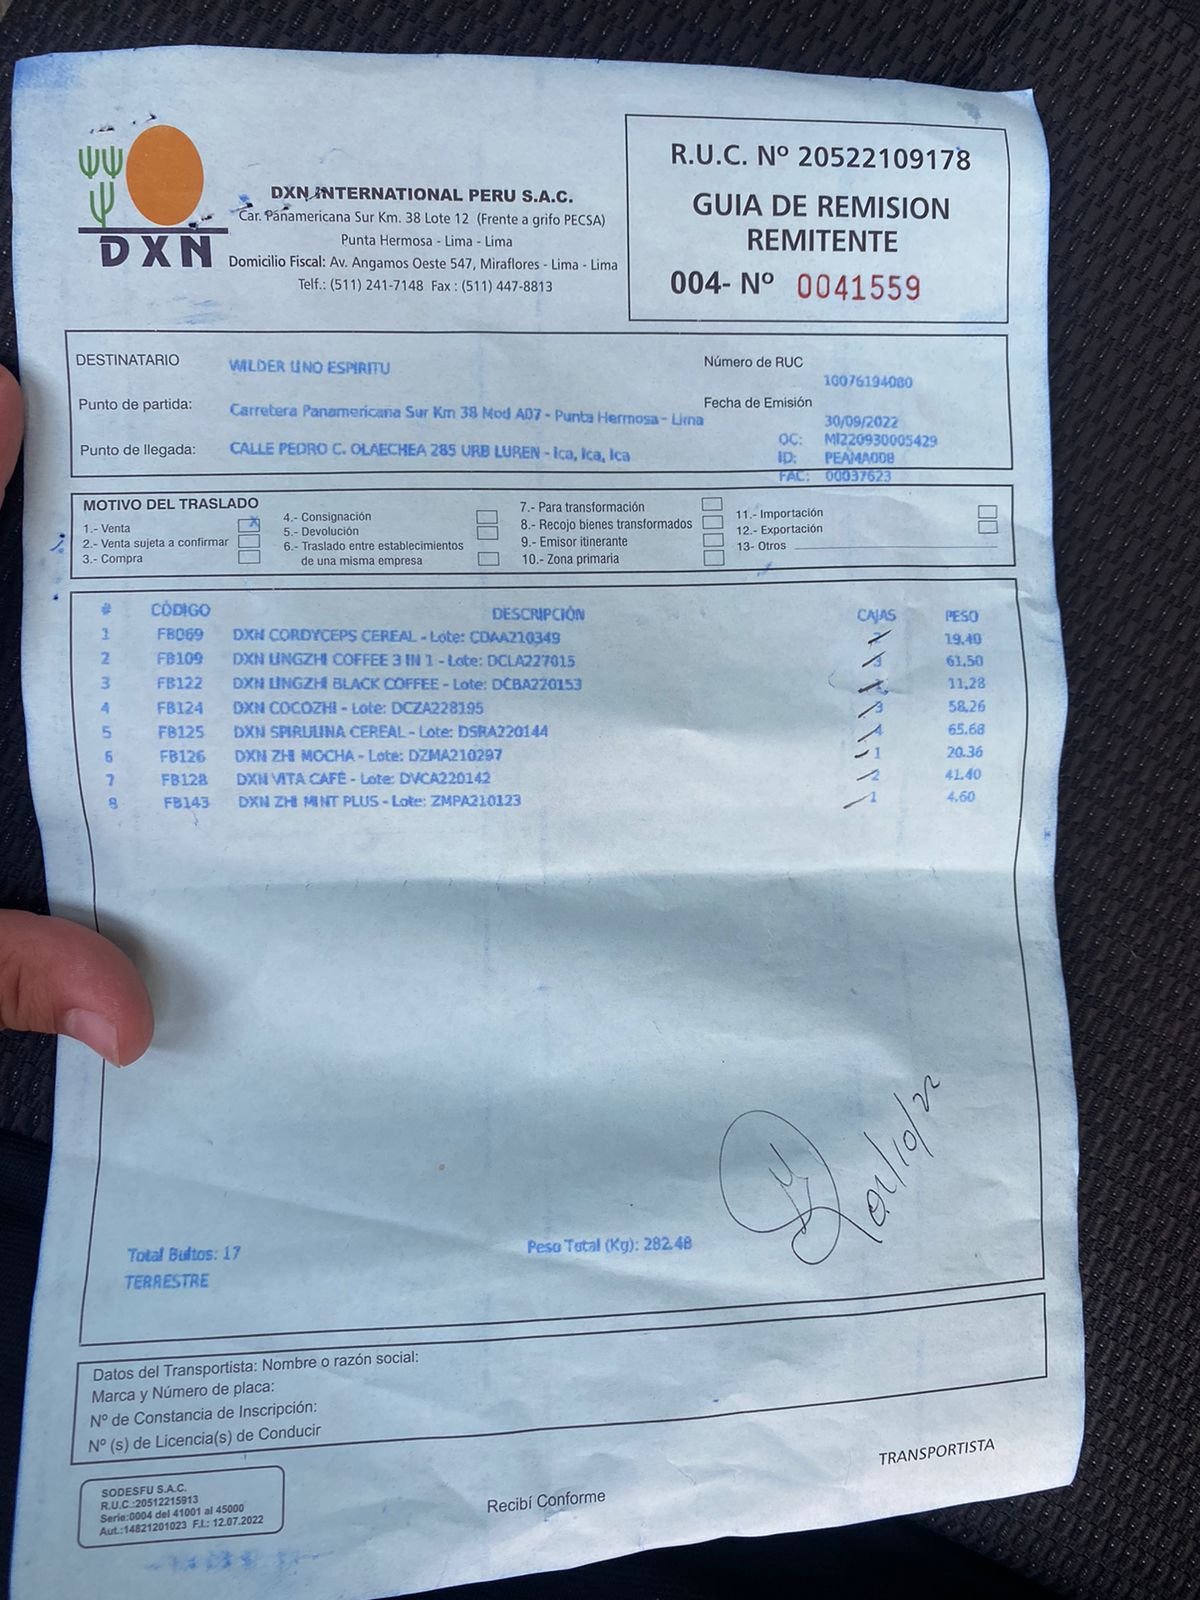 DXN
DXN INTERNATIONAL PERU S.A.C.
Car. Panamericana Sur Km. 38 Lote 12 (Frente a grifo PECSA)
Punta Hermosa - Lima - Lima
Domicilio Fiscal: Av. Angamos Oeste 547, Miraflores - Lima - Lima
Telf.: (511) 241-7148 Fax : (511) 447-8813
R.U.C. Nº 20522109178
GUIA DE REMISION
REMITENTE
004- Nº 0041559
DESTINATARIO WILDER LINO ESPIRITU
Número de RUC
10076194080
Punto de partida: Carretera Panamericana Sur Km 38 Mod A07 - Punta Hermosa - Lima
Fecha de Emisión
30/09/2022
Punto de llegada: CALLE PEDRO C. OLAECHEA 285 URB LUREN - Ica, Ica, Ica
OC: MI220930005429
ID: PEAMA008
FAC: 00037623
MOTIVO DEL TRASLADO
1.- Venta X
2.- Venta sujeta a confirmar
3.- Compra
4.- Consignación
5.- Devolución
6.- Traslado entre establecimientos
de una misma empresa
7.- Para transformación
8.- Recojo bienes transformados
9.- Emisor itinerante
10.- Zona primaria
11.- Importación
12.- Exportación
13- Otros
# CÓDIGO DESCRIPCIÓN CAJAS PESO
1 FB069 DXN CORDYCEPS CEREAL - Lote: CDAA210349 19.40
2 FB109 DXN LINGZHI COFFEE 3 IN 1 - Lote: DCLA227015 3 61.50
3 FB122 DXN LINGZHI BLACK COFFEE - Lote: DCBA220153 11.28
4 FB124 DXN COCOZHI - Lote: DCZA228195 3 58.26
5 FB125 DXN SPIRULINA CEREAL - Lote: DSRA220144 4 65.68
6 FB126 DXN ZHI MOCHA - Lote: DZMA210297 1 20.36
7 FB128 DXN VITA CAFÉ - Lote: DVCA220142 2 41.40
8 FB143 DXN ZHI MINT PLUS - Lote: ZMPA210123 1 4.60
01/10/22
Total Bultos: 17 Peso Total (Kg): 282.48
TERRESTRE
Datos del Transportista: Nombre o razón social:
Marca y Número de placa:
Nº de Constancia de Inscripción:
Nº (s) de Licencia(s) de Conducir
SODESFU S.A.C.
R.U.C.:20512215913
Serie:0004 del 41001 al 45000
Aut.:14821201023 F.I.: 12.07.2022
Recibí Conforme
TRANSPORTISTA